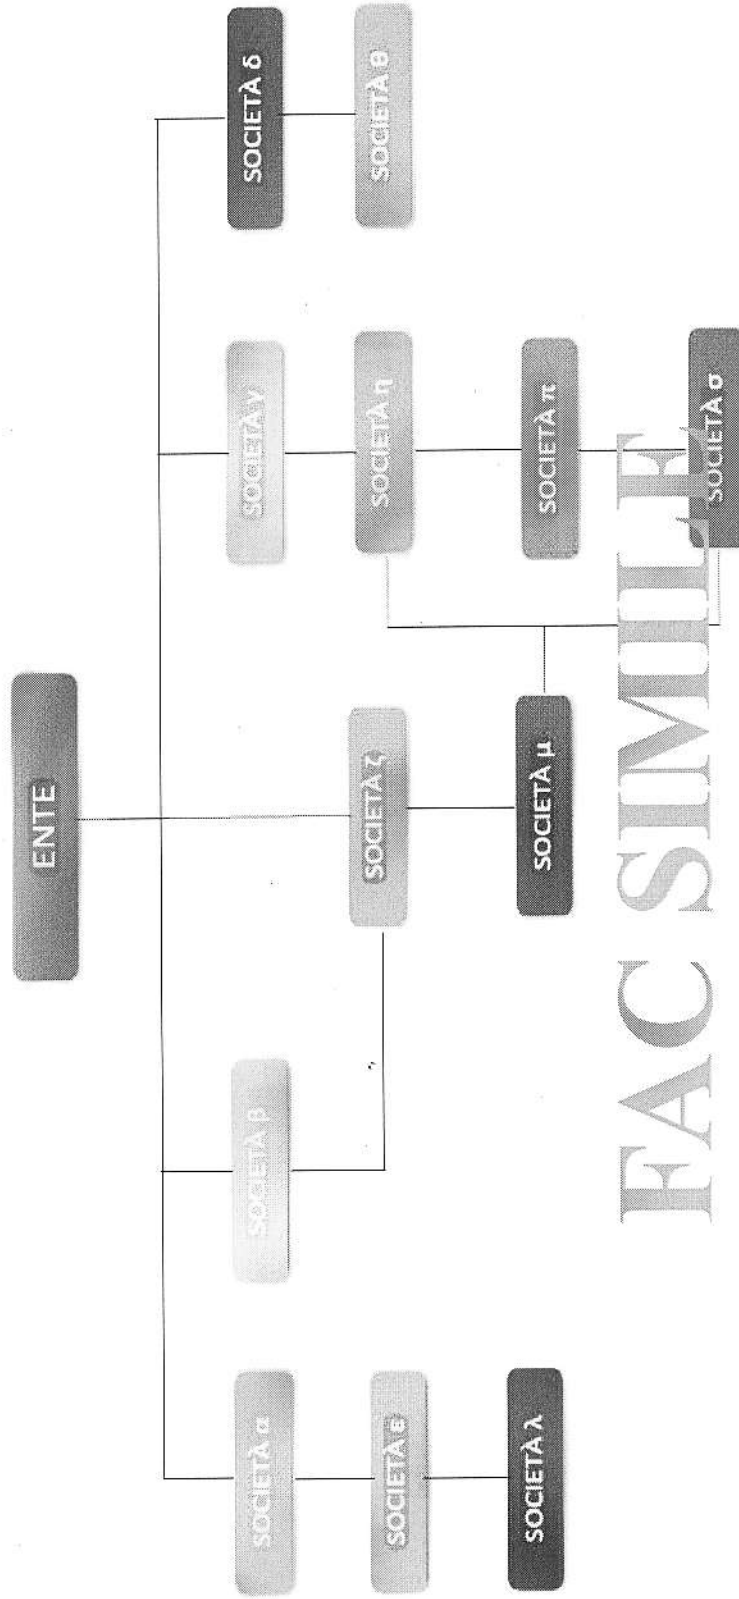 ENTE
SOCIETÀ α
SOCIETÀ β
SOCIETÀ γ
SOCIETÀ δ
SOCIETÀ ε
SOCIETÀ ζ
SOCIETÀ η
SOCIETÀ θ
SOCIETÀ λ
SOCIETÀ μ
SOCIETÀ π
SOCIETÀ σ
FAC SIMILE